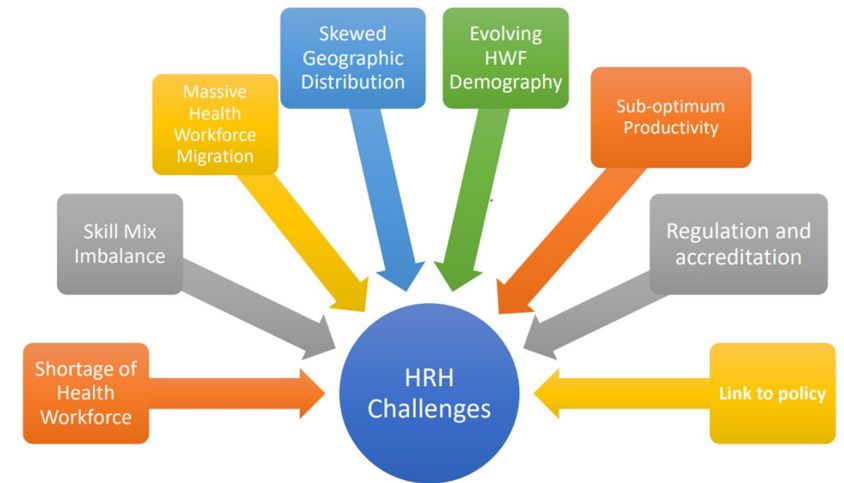 Skewed
Geographic
Distribution
Evolving
HWF
Demography
Massive
Health
Workforce
Migration
Sub-optimum
Productivity
Skill Mix
Imbalance
Regulation and
accreditation
Shortage of
Health
Workforce
HRH
Challenges
Link to policy